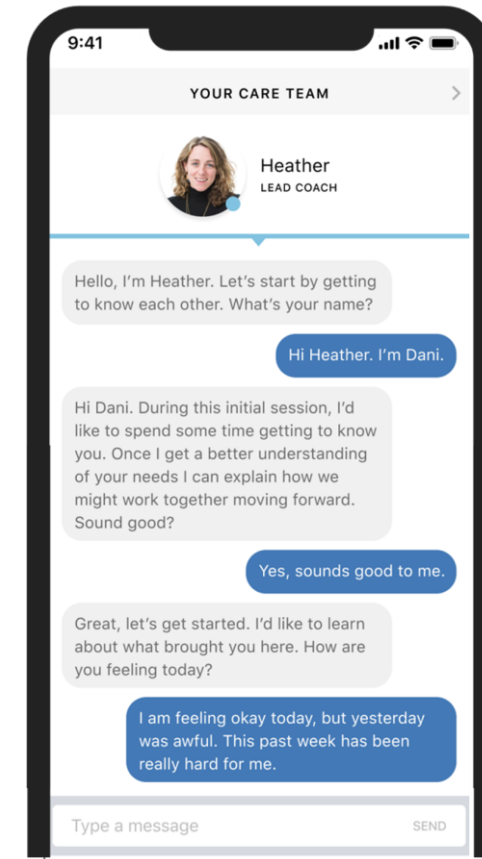 9:41
YOUR CARE TEAM
Heather
LEAD COACH
Hello, I’m Heather. Let’s start by getting
to know each other. What’s your name?
Hi Heather. I’m Dani.
Hi Dani. During this initial session, I’d
like to spend some time getting to know
you. Once I get a better understanding
of your needs I can explain how we
might work together moving forward.
Sound good?
Yes, sounds good to me.
Great, let’s get started. I’d like to learn
about what brought you here. How are
you feeling today?
I am feeling okay today, but yesterday
was awful. This past week has been
really hard for me.
Type a message
SEND